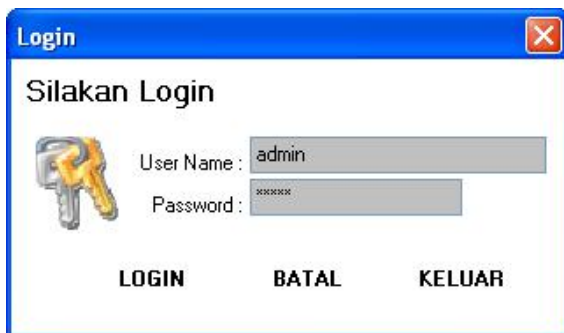 Login
Silakan Login
User Name : admin
Password : *****
LOGIN BATAL KELUAR